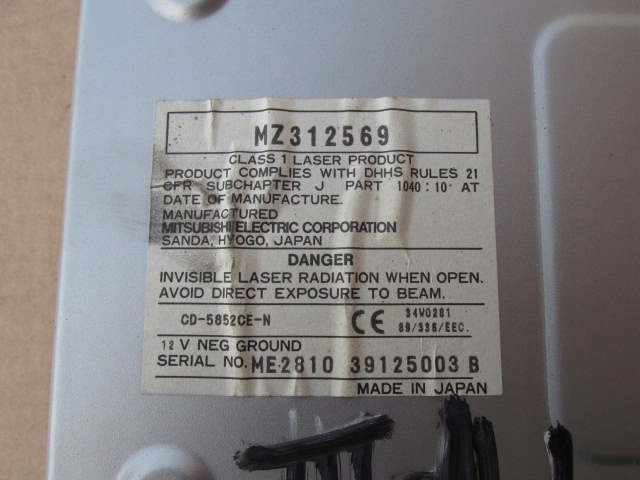 MZ312569
CLASS 1 LASER PRODUCT
PRODUCT COMPLIES WITH DHHS RULES 21
CFR SUBCHAPTER J PART 1040:10 AT
DATE OF MANUFACTURE.
MANUFACTURED
MITSUBISHI ELECTRIC CORPORATION
SANDA, HYOGO, JAPAN
DANGER
INVISIBLE LASER RADIATION WHEN OPEN.
AVOID DIRECT EXPOSURE TO BEAM.
CD-5852CE-N
CE
34W0281
89/336/EEC.
12V NEG GROUND
SERIAL NO. ME2810 39125003 B
MADE IN JAPAN